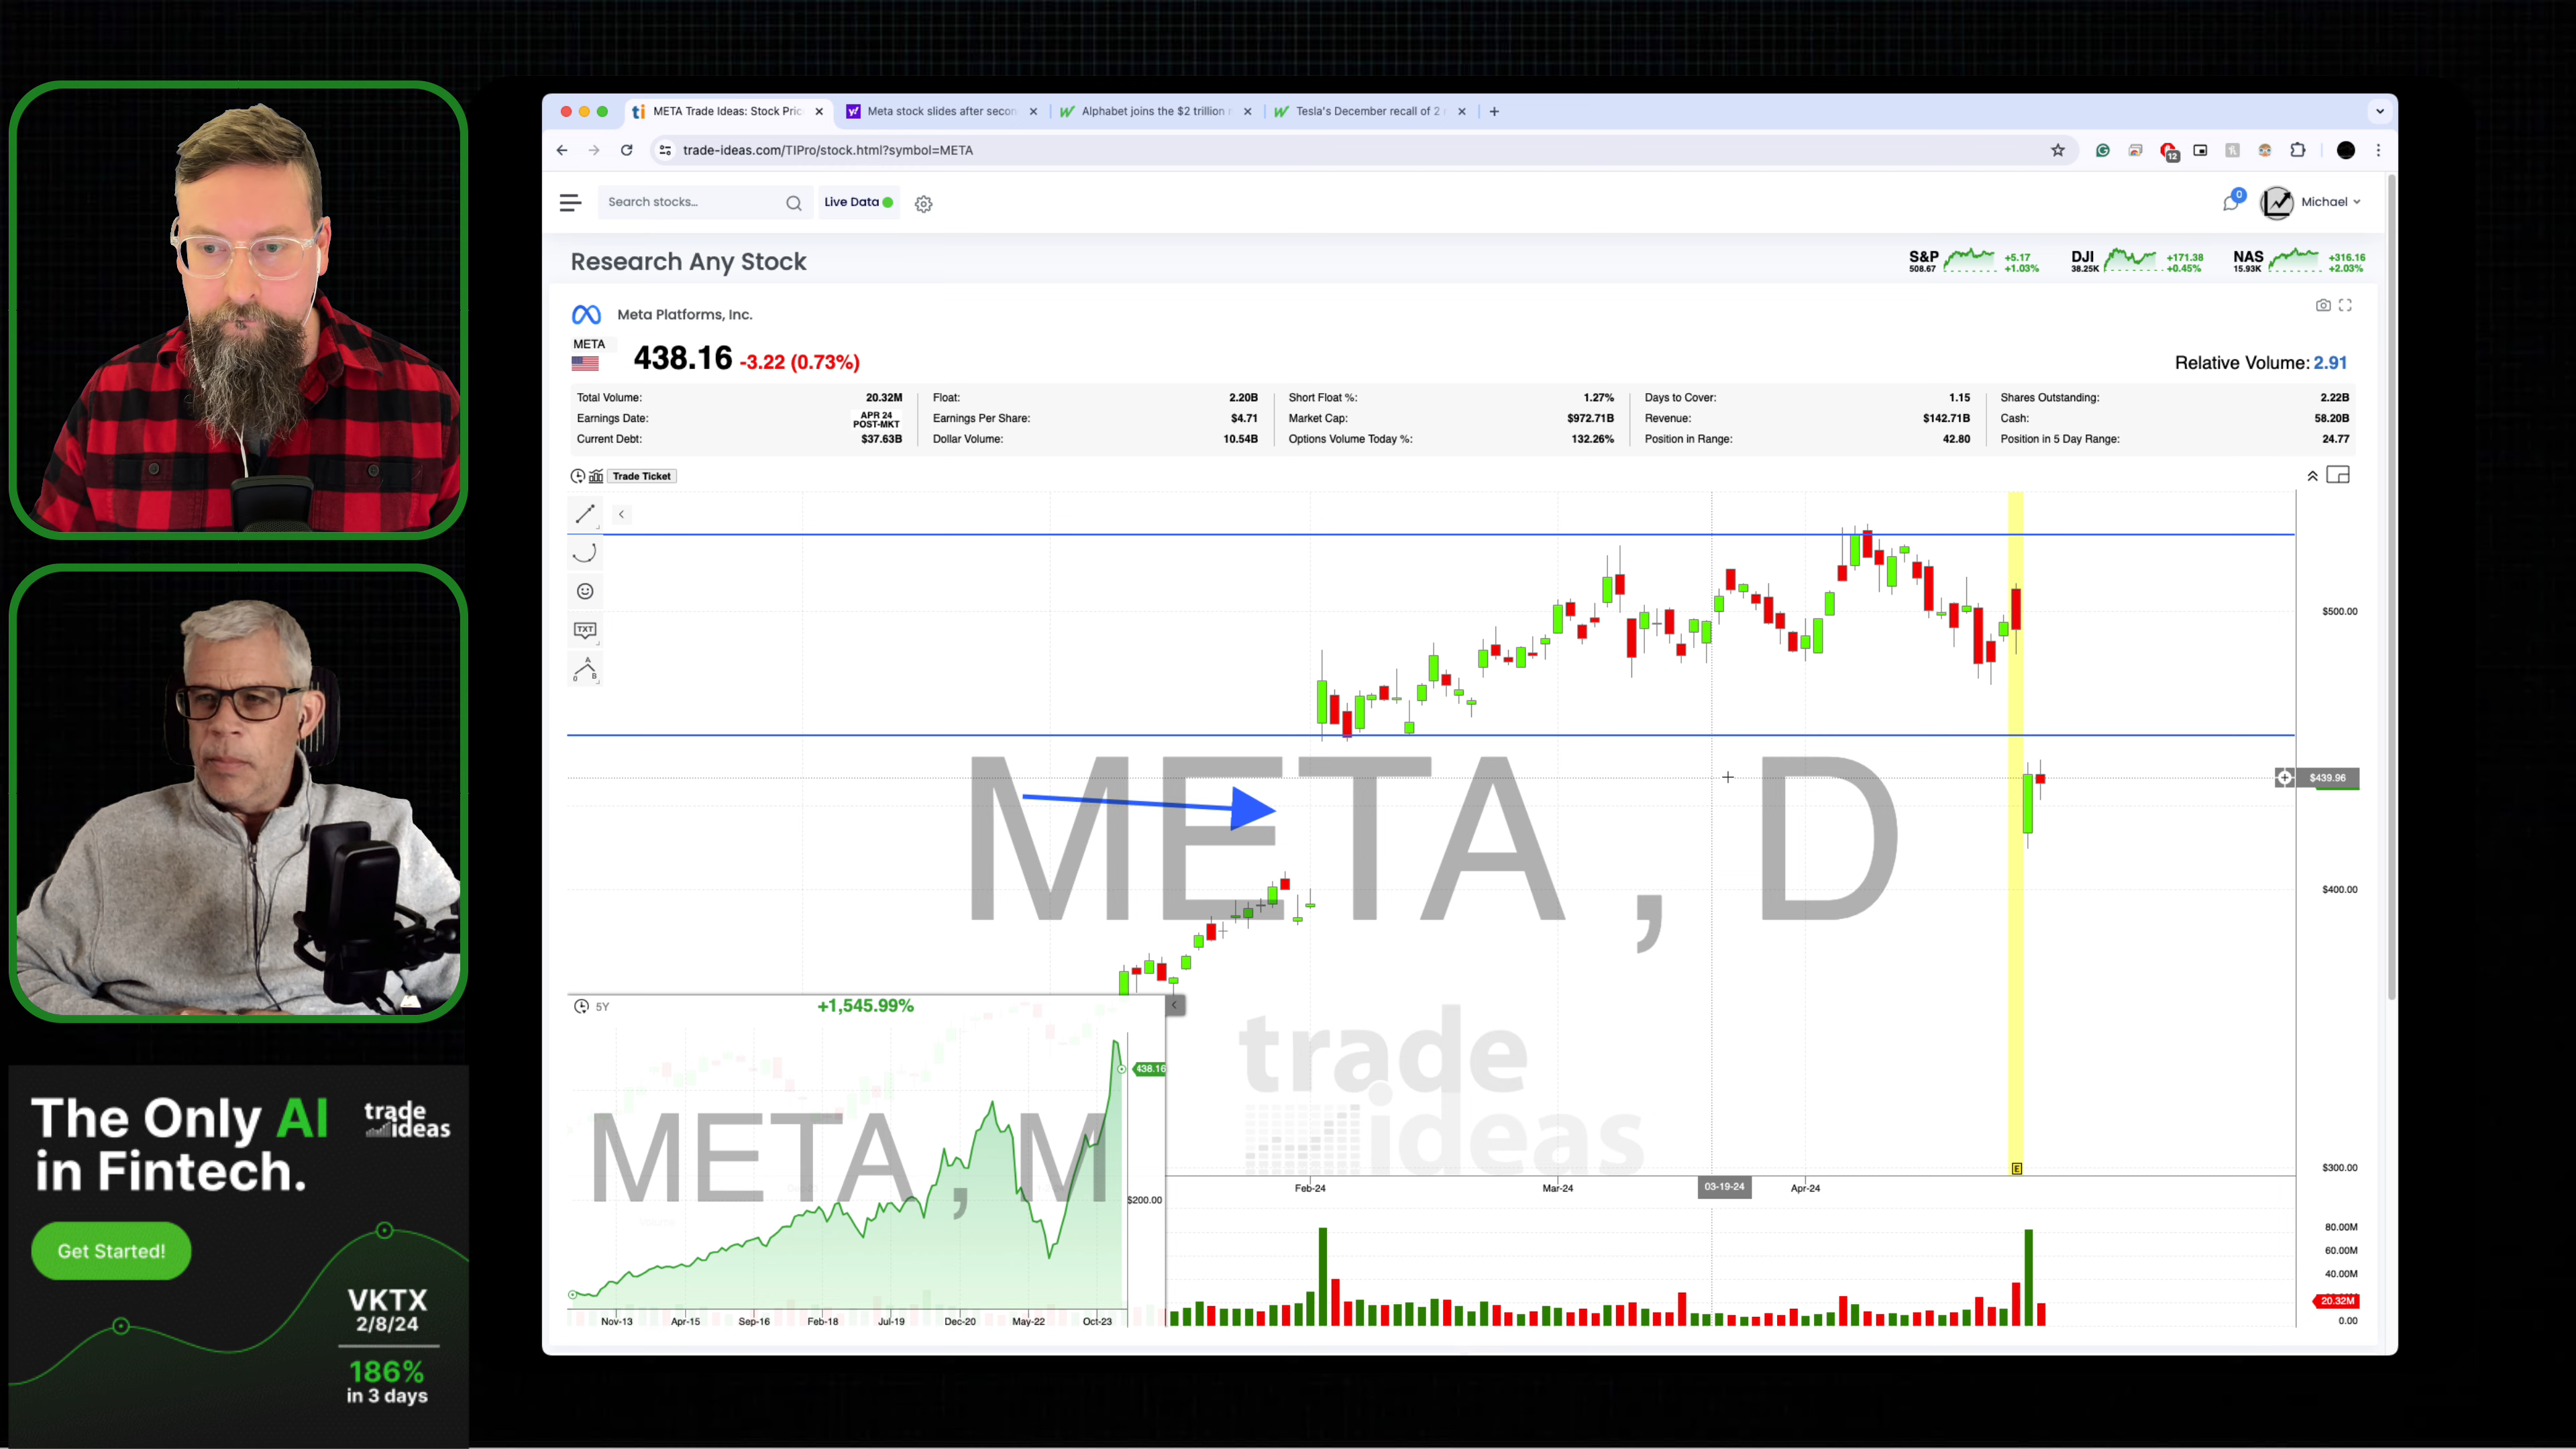 META Trade Ideas: Stock Pric
Meta stock slides after secon
Alphabet joins the $2 trillion r
Tesla's December recall of 2
trade-ideas.com/TIPro/stock.html?symbol=META
12
Search stocks...
Live Data
0
Michael
Research Any Stock
S&P
508.67
+5.17
+1.03%
DJI
38.25K
+171.38
+0.45%
NAS
15.93K
+316.16
+2.03%
Meta Platforms, Inc.
META
438.16 -3.22 (0.73%)
Relative Volume: 2.91
Total Volume: 20.32M
Float: 2.20B
Short Float %: 1.27%
Days to Cover: 1.15
Shares Outstanding: 2.22B
Earnings Date: APR 24 POST-MKT
Earnings Per Share: $4.71
Market Cap: $972.71B
Revenue: $142.71B
Cash: 58.20B
Current Debt: $37.63B
Dollar Volume: 10.54B
Options Volume Today %: 132.26%
Position in Range: 42.80
Position in 5 Day Range: 24.77
Trade Ticket
TXT
A
0 B
$500.00
$439.96
$400.00
$300.00
META, D
trade
ideas
E
Feb-24
Mar-24
03-19-24
Apr-24
80.00M
60.00M
40.00M
20.32M
0.00
5Y
+1,545.99%
438.16
META, M
$200.00
Nov-13
Apr-15
Sep-16
Feb-18
Jul-19
Dec-20
May-22
Oct-23
The Only AI
in Fintech.
trade
ideas
Get Started!
VKTX
2/8/24
186%
in 3 days